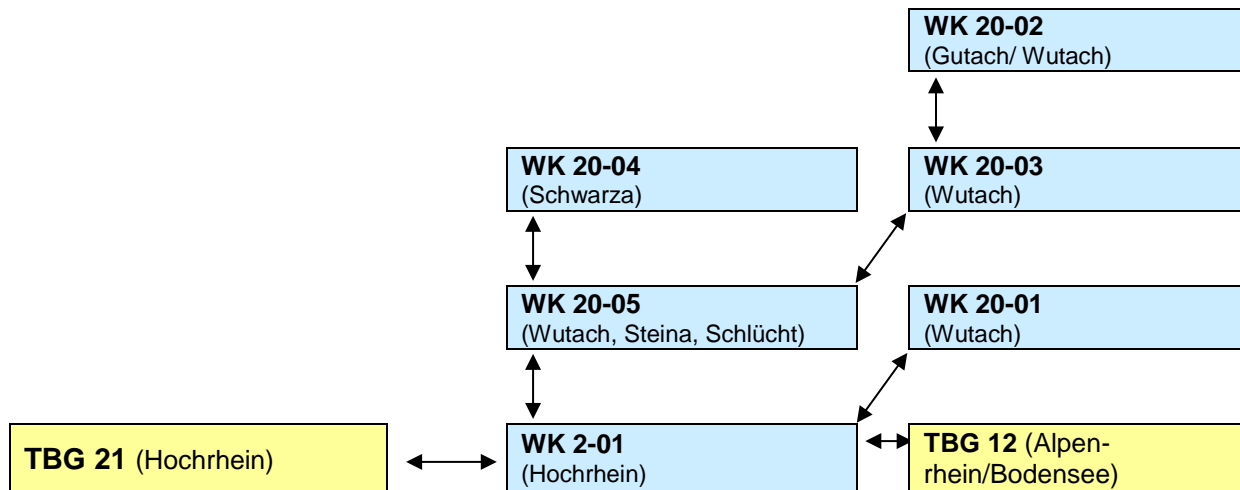 WK 20-02
(Gutach/ Wutach)
WK 20-04
(Schwarza)
WK 20-03
(Wutach)
WK 20-05
(Wutach, Steina, Schlücht)
WK 20-01
(Wutach)
TBG 21 (Hochrhein)
WK 2-01
(Hochrhein)
TBG 12 (Alpen-
rhein/Bodensee)